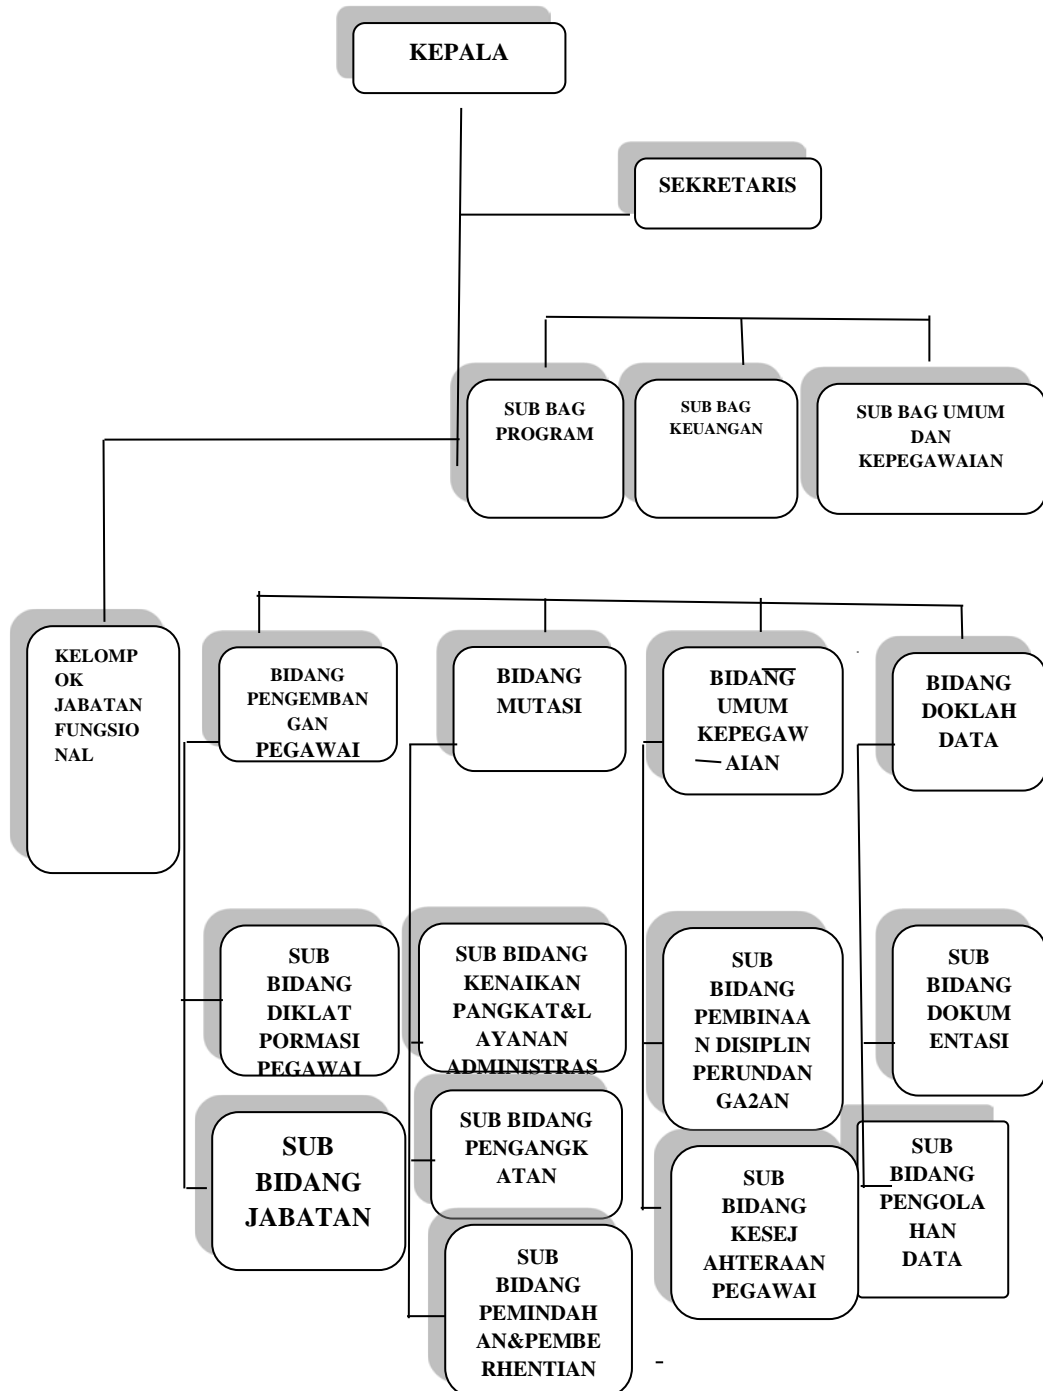 KEPALA
SEKRETARIS
SUB BAG
PROGRAM
SUB BAG
KEUANGAN
SUB BAG UMUM
DAN
KEPEGAWAIAN
KELOMP
OK
JABATAN
FUNGSIO
NAL
BIDANG
PENGEMBAN
GAN
PEGAWAI
BIDANG
MUTASI
BIDANG
UMUM
KEPEGAW
AIAN
BIDANG
DOKLAH
DATA
SUB
BIDANG
DIKLAT
PORMASI
PEGAWAI
SUB BIDANG
KENAIKAN
PANGKAT&L
AYANAN
ADMINISTRAS
SUB
BIDANG
PEMBINAA
N DISIPLIN
PERUNDAN
GA2AN
SUB
BIDANG
DOKUM
ENTASI
SUB
BIDANG
JABATAN
SUB BIDANG
PENGANGK
ATAN
SUB
BIDANG
KESEJ
AHTERAAN
PEGAWAI
SUB
BIDANG
PENGOLA
HAN
DATA
SUB
BIDANG
PEMINDAH
AN&PEMBE
RHENTIAN